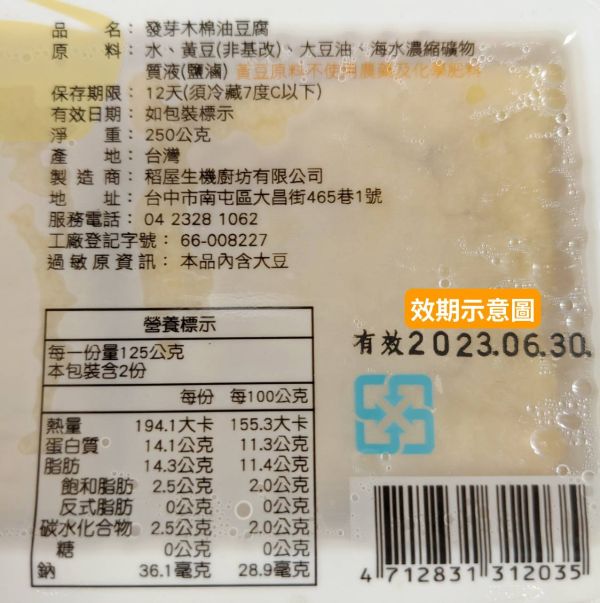 品　　名：發芽木棉油豆腐
原　　料：水、黃豆(非基改)、大豆油、海水濃縮礦物
質液(鹽滷) 黃豆原料不使用農藥及化學肥料
保存期限：12天(須冷藏7度C以下)
有效日期：如包裝標示
淨　　重：250公克
產　　地：台灣
製 造 商：稻屋生機廚坊有限公司
地　　址：台中市南屯區大昌街465巷1號
服務電話：04 2328 1062
工廠登記字號：66-008227
過敏原資訊：本品內含大豆
效期示意圖
有效2023.06.30.
營養標示
每一份量125公克
本包裝含2份
每份 每100公克
熱量 194.1大卡 155.3大卡
蛋白質 14.1公克 11.3公克
脂肪 14.3公克 11.4公克
飽和脂肪 2.5公克 2.0公克
反式脂肪 0公克 0公克
碳水化合物 2.5公克 2.0公克
糖 0公克 0公克
鈉 36.1毫克 28.9毫克
4 712831 312035